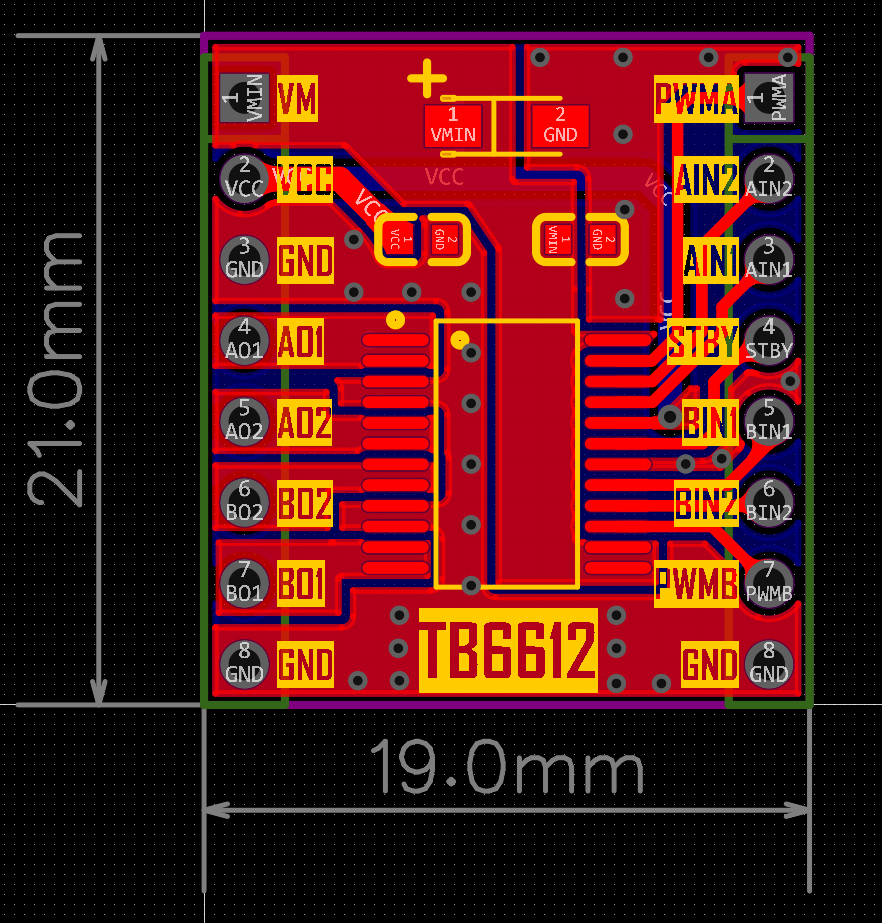 1 VMIN VM
+
1 VMIN
2 GND
PWMA 1 PWMA
2 VCC VCC VCC
VCC
VCC
VCC
AIN2 2 AIN2
3 GND GND
VCC 1
GND 2
VMIN 1
GND 2
AIN1 3 AIN1
VCC
4 AO1 AO1
STBY 4 STBY
5 AO2 AO2
BIN1 5 BIN1
6 BO2 BO2
BIN2 6 BIN2
7 BO1 BO1
PWMB 7 PWMB
8 GND GND
TB6612
GND 8 GND
21.0mm
19.0mm